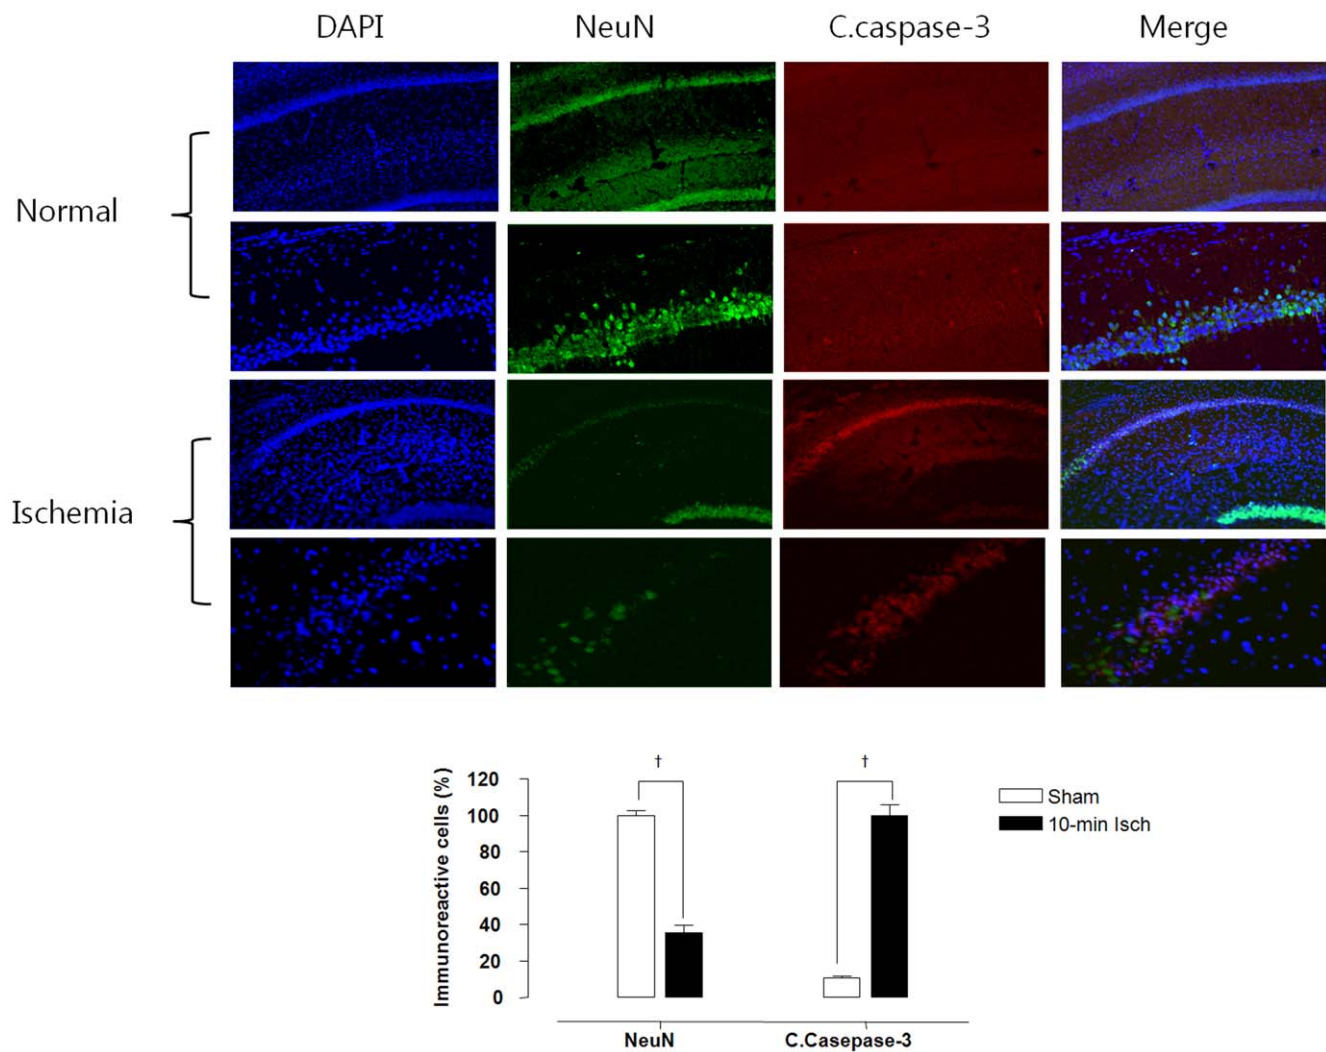 DAPI NeuN C.caspase-3 Merge
Normal
Ischemia
† †
Immunoreactive cells (%)
120
100
80
60
40
20
0
Sham
10-min Isch
NeuN C.Casepase-3